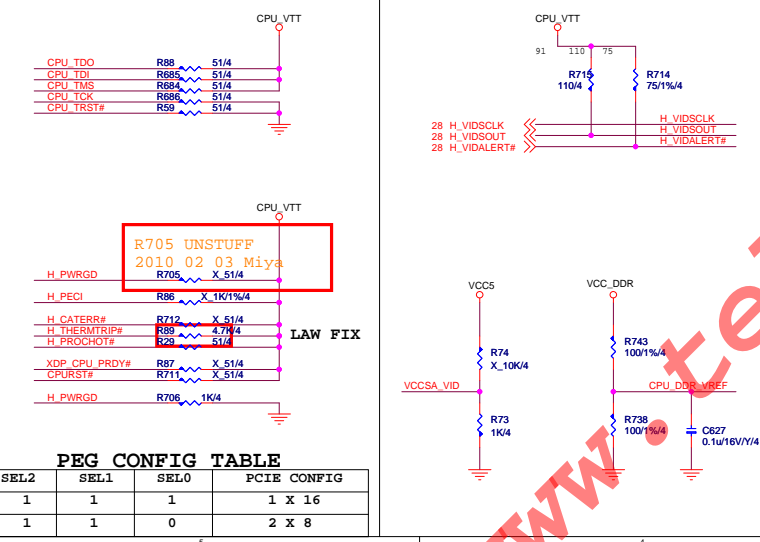 CPU_VTT
CPU_TDO R88 51/4
CPU_TDI R685 51/4
CPU_TMS R684 51/4
CPU_TCK R686 51/4
CPU_TRST# R59 51/4
CPU_VTT
R705 UNSTUFF
2010 02 03 Miya
H_PWRGD R705 X_51/4
H_PECI R86 X_1K/1%/4
H_CATERR# R712 X_51/4
H_THERMTRIP# R89 4.7K/4
H_PROCHOT# R29 51/4
LAW FIX
XDP_CPU_PRDY# R87 X_51/4
CPURST# R711 X_51/4
H_PWRGD R706 1K/4
PEG CONFIG TABLE
SEL2 SEL1 SEL0 PCIE CONFIG
1 1 1 1 X 16
1 1 0 2 X 8
CPU_VTT
91 110 75
R715 R714
110/4 75/1%/4
28 H_VIDSCLK H_VIDSCLK
28 H_VIDSOUT H_VIDSOUT
28 H_VIDALERT# H_VIDALERT#
VCC5
R74
X_10K/4
VCCSA_VID
R73
1K/4
VCC_DDR
R743
100/1%/4
CPU_DDR_VREF
R738
100/1%/4
C627
0.1u/16V/Y/4
www.te